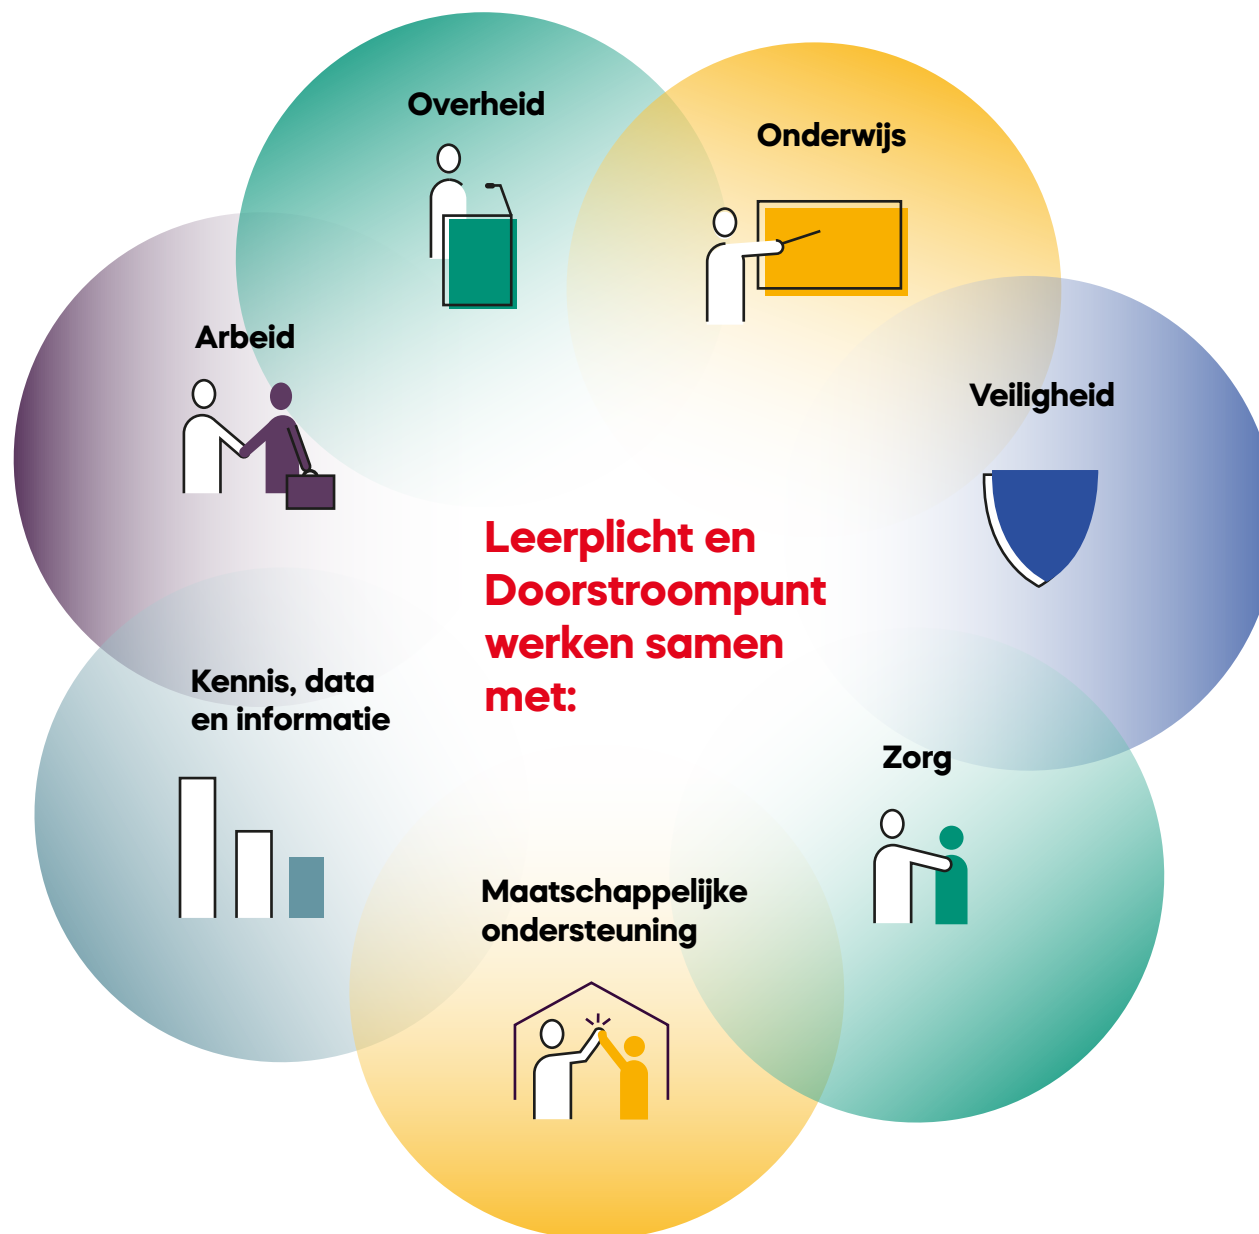 Overheid
Onderwijs
Veiligheid
Arbeid
Leerplicht en
Doorstroompunt
werken samen
met:
Kennis, data
en informatie
Zorg
Maatschappelijke
ondersteuning